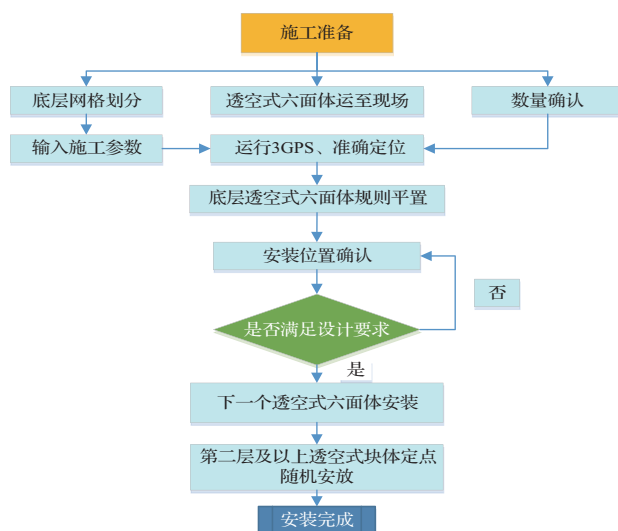 施工准备
底层网格划分
透空式六面体运至现场
数量确认
输入施工参数
运行3GPS、准确定位
底层透空式六面体规则平置
安装位置确认
否
是否满足设计要求
是
下一个透空式六面体安装
第二层及以上透空式块体定点
随机安放
安装完成